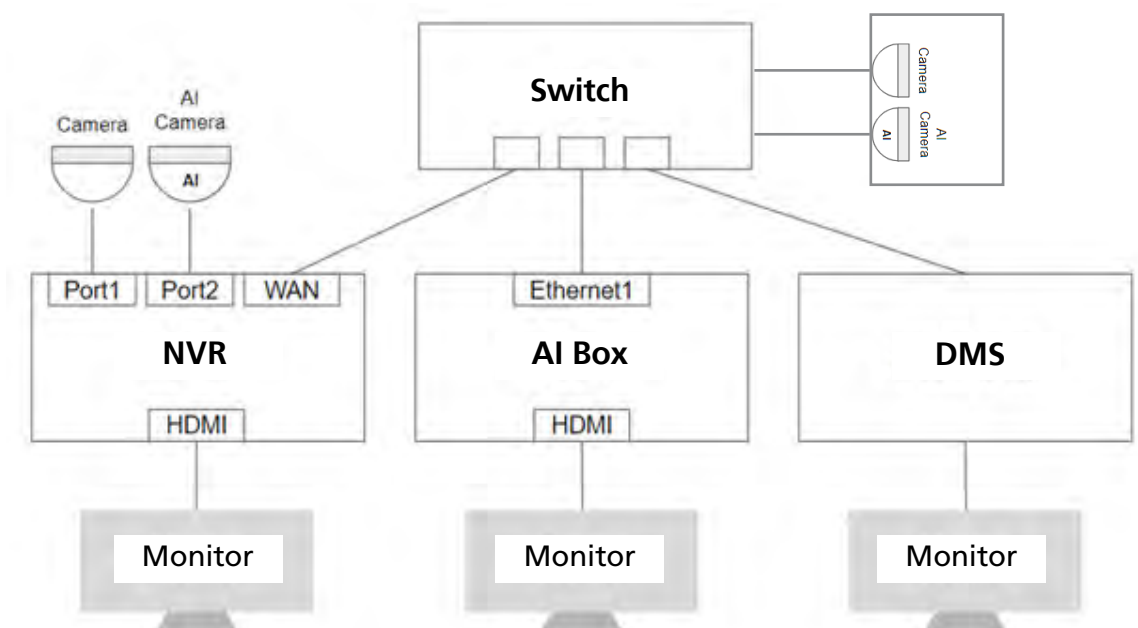 Switch
Camera
AI
Camera
AI
AI
Camera
Camera
AI
AI
Port1
Port2
WAN
Ethernet1
NVR
AI Box
DMS
HDMI
HDMI
Monitor
Monitor
Monitor